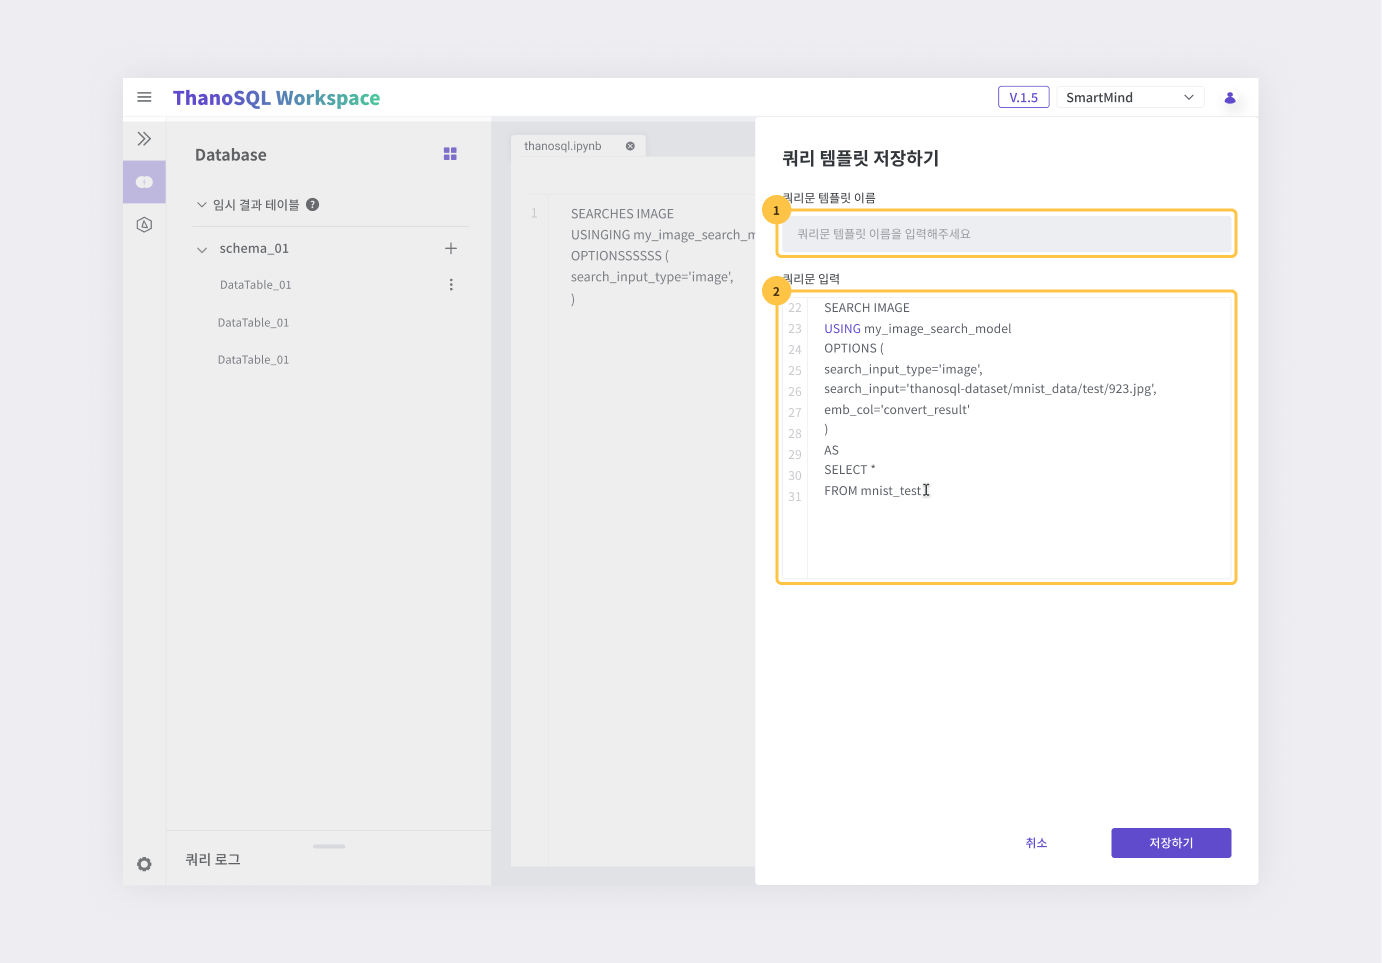 ThanoSQL Workspace
V.1.5
SmartMind
Database
임시 결과 테이블 ?
schema_01
DataTable_01
DataTable_01
DataTable_01
쿼리 로그
thanosql.ipynb
1 SEARCHES IMAGE
USINGING my_image_search_m
OPTIONSSSSSS (
search_input_type='image',
)
쿼리 템플릿 저장하기
쿼리문 템플릿 이름
1
쿼리문 템플릿 이름을 입력해주세요
쿼리문 입력
2
22 SEARCH IMAGE
23 USING my_image_search_model
24 OPTIONS (
25 search_input_type='image',
26 search_input='thanosql-dataset/mnist_data/test/923.jpg',
27 emb_col='convert_result'
28 )
29 AS
30 SELECT *
31 FROM mnist_test
취소
저장하기